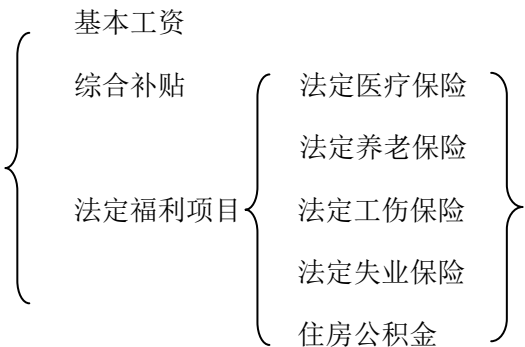 基本工资
综合补贴
法定福利项目
法定医疗保险
法定养老保险
法定工伤保险
法定失业保险
住房公积金